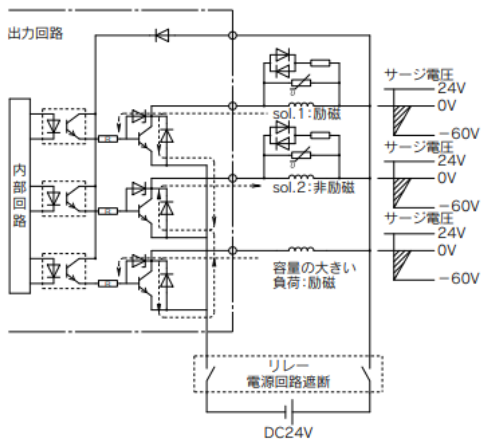 出力回路
内部回路
sol.1：励磁
sol.2：非励磁
容量の大きい
負荷：励磁
サージ電圧
24V
0V
−60V
サージ電圧
24V
0V
−60V
サージ電圧
24V
0V
−60V
リレー
電源回路遮断
DC24V